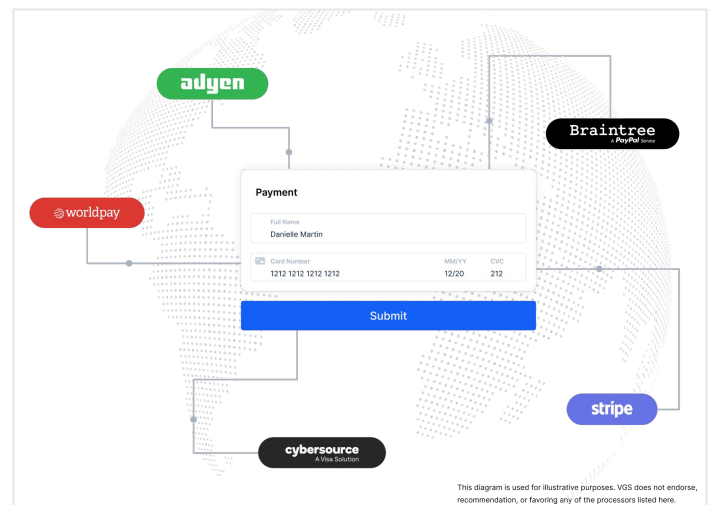 adyen
Braintree
A PayPal Service
worldpay
Payment
Full Name
Danielle Martin
Card Number MM/YY CVC
1212 1212 1212 1212 12/20 212
Submit
stripe
cybersource
A Visa Solution
This diagram is used for illustrative purposes. VGS does not endorse,
recommendation, or favoring any of the processors listed here.